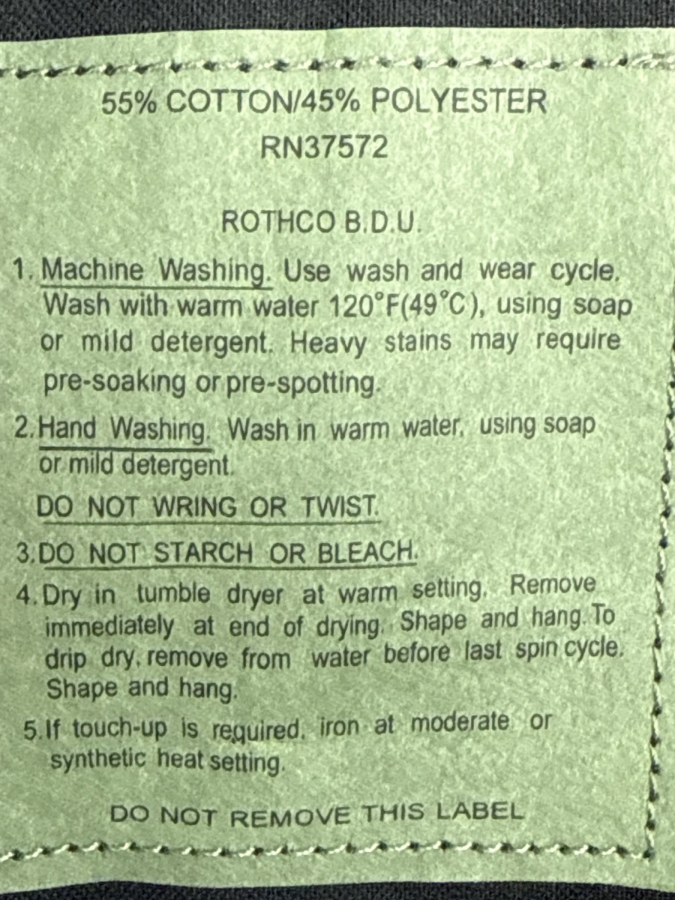 55% COTTON/45% POLYESTER
RN37572
ROTHCO B.D.U.
1. Machine Washing. Use wash and wear cycle.
Wash with warm water 120°F(49°C), using soap
or mild detergent. Heavy stains may require
pre-soaking or pre-spotting.
2. Hand Washing. Wash in warm water, using soap
or mild detergent.
DO NOT WRING OR TWIST.
3. DO NOT STARCH OR BLEACH.
4. Dry in tumble dryer at warm setting. Remove
immediately at end of drying. Shape and hang. To
drip dry, remove from water before last spin cycle.
Shape and hang.
5. If touch-up is required, iron at moderate or
synthetic heat setting.
DO NOT REMOVE THIS LABEL